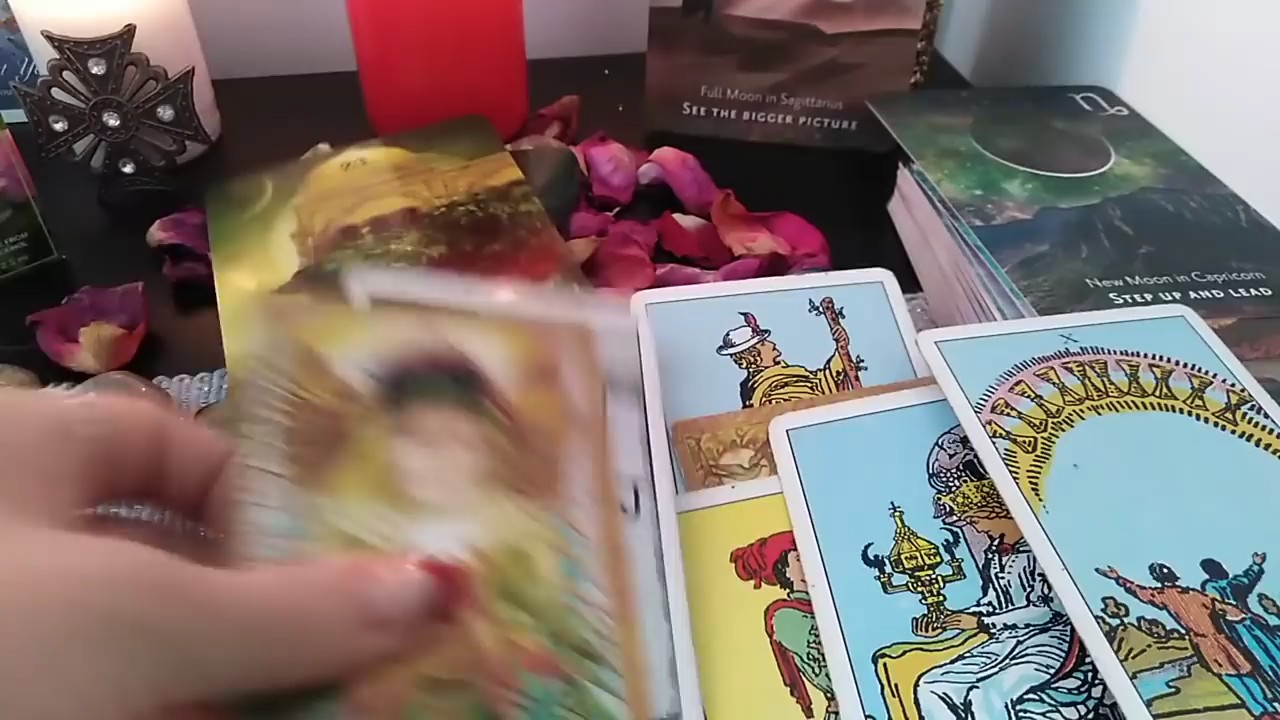 Full Moon in Sagittarius
SEE THE BIGGER PICTURE
New Moon in Capricorn
STEP UP AND LEAD
X